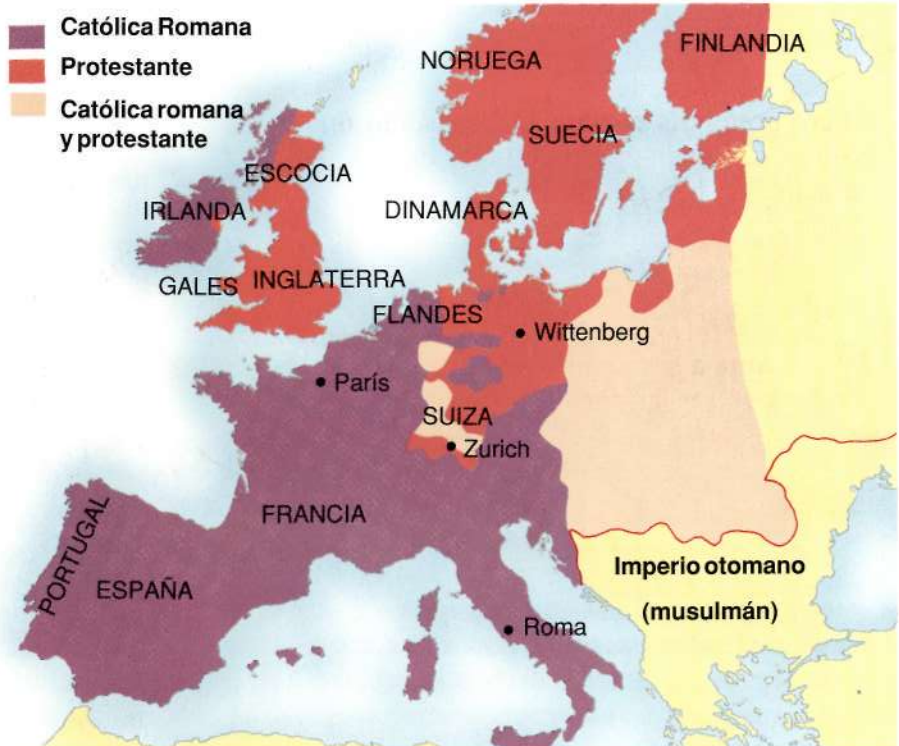 Católica Romana
Protestante
Católica romana
y protestante
NORUEGA
FINLANDIA
SUECIA
ESCOCIA
IRLANDA
DINAMARCA
GALES
INGLATERRA
FLANDES
Wittenberg
París
SUIZA
Zurich
FRANCIA
PORTUGAL
ESPAÑA
Imperio otomano
(musulmán)
Roma